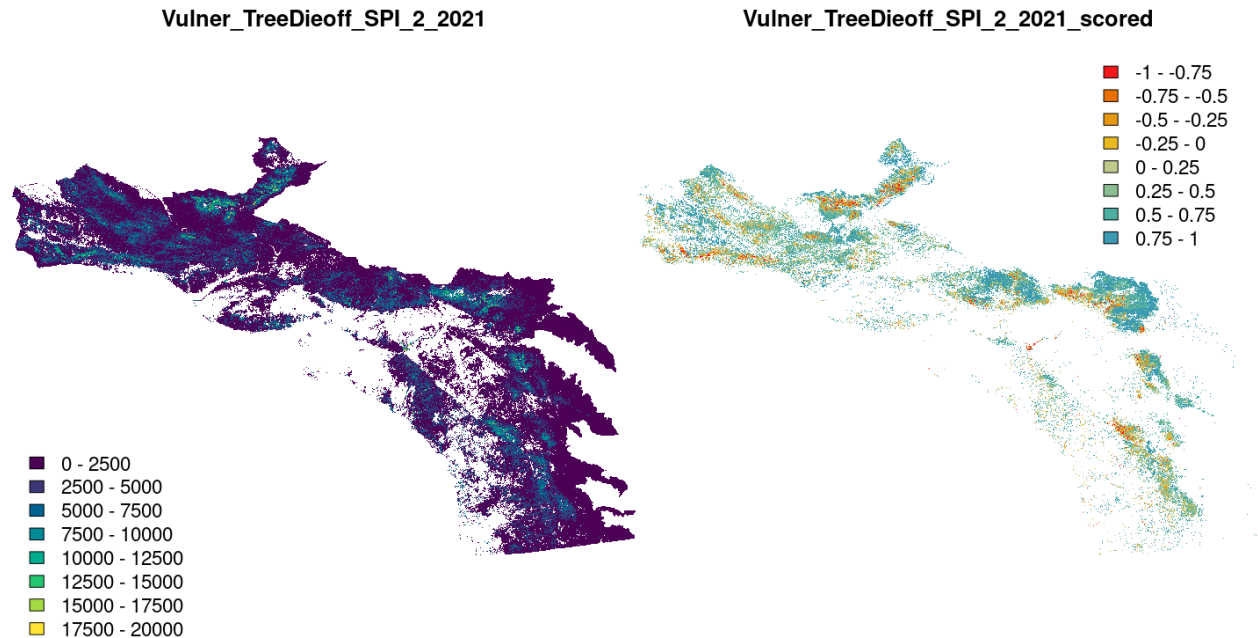 Vulner_TreeDieoff_SPI_2_2021
0 - 2500
2500 - 5000
5000 - 7500
7500 - 10000
10000 - 12500
12500 - 15000
15000 - 17500
17500 - 20000
Vulner_TreeDieoff_SPI_2_2021_scored
-1 - -0.75
-0.75 - -0.5
-0.5 - -0.25
-0.25 - 0
0 - 0.25
0.25 - 0.5
0.5 - 0.75
0.75 - 1